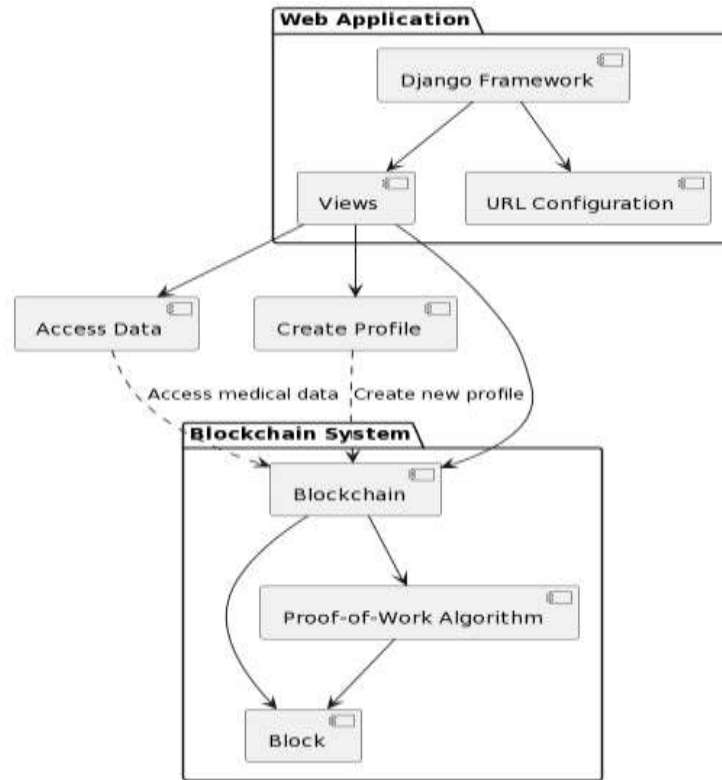 Web Application
Django Framework
Views
URL Configuration
Access Data
Create Profile
Access medical data
Create new profile
Blockchain System
Blockchain
Proof-of-Work Algorithm
Block